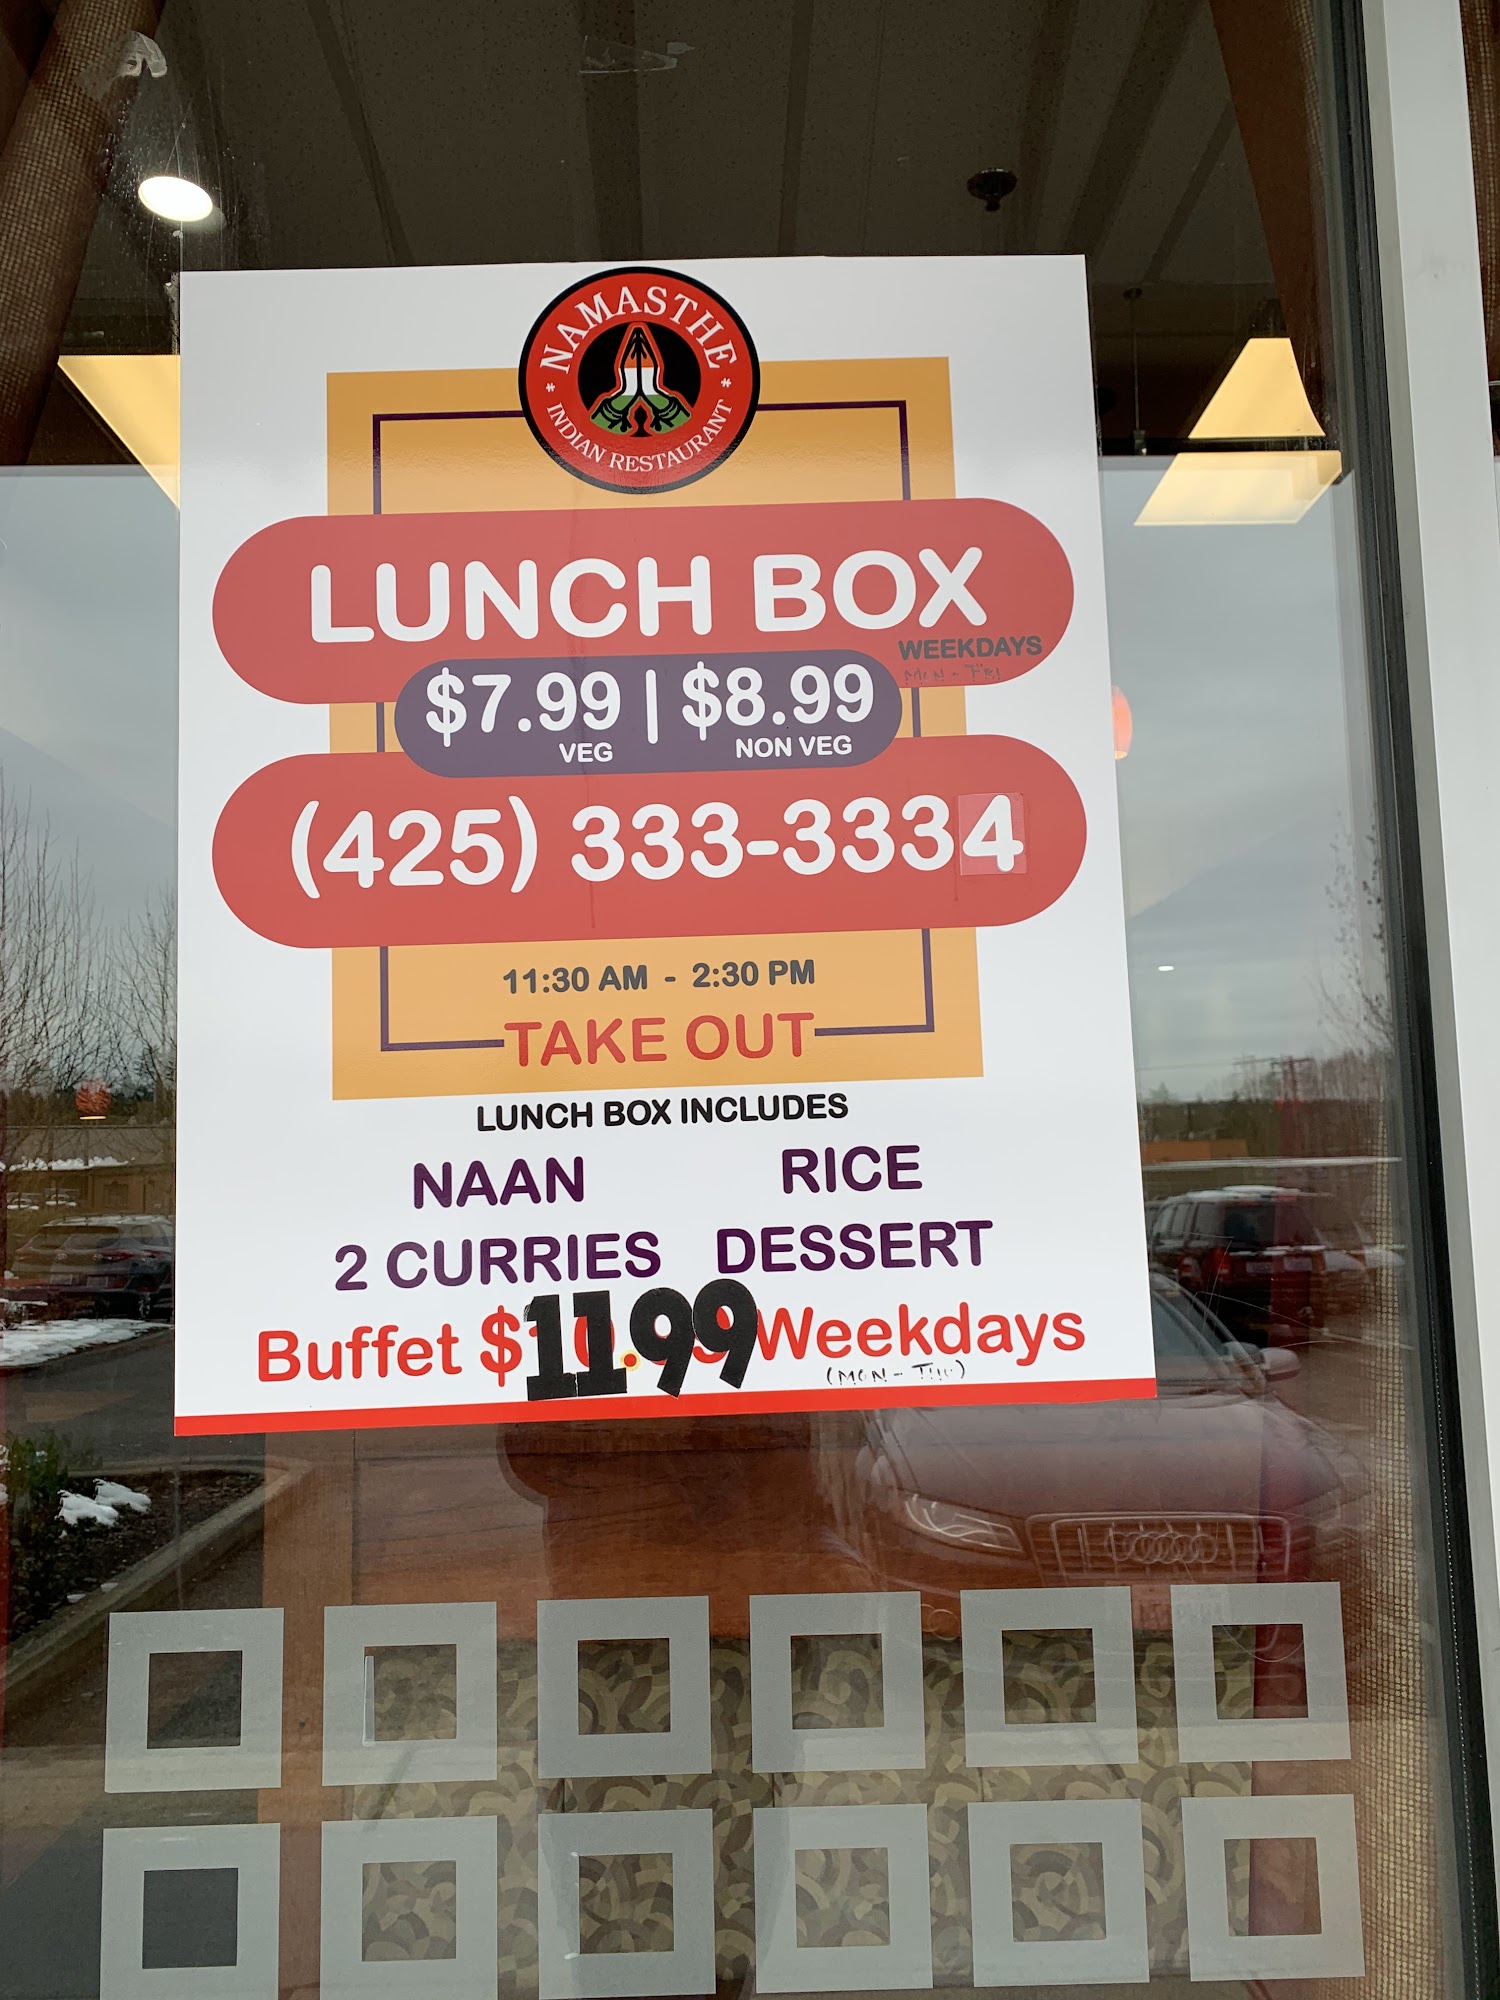 NAMASTHE
* INDIAN RESTAURANT *
LUNCH BOX
WEEKDAYS
MON - FRI
$7.99 | $8.99
VEG NON VEG
(425) 333-3334
11:30 AM - 2:30 PM
TAKE OUT
LUNCH BOX INCLUDES
NAAN RICE
2 CURRIES DESSERT
Buffet $11.99 Weekdays
(MON - THU)